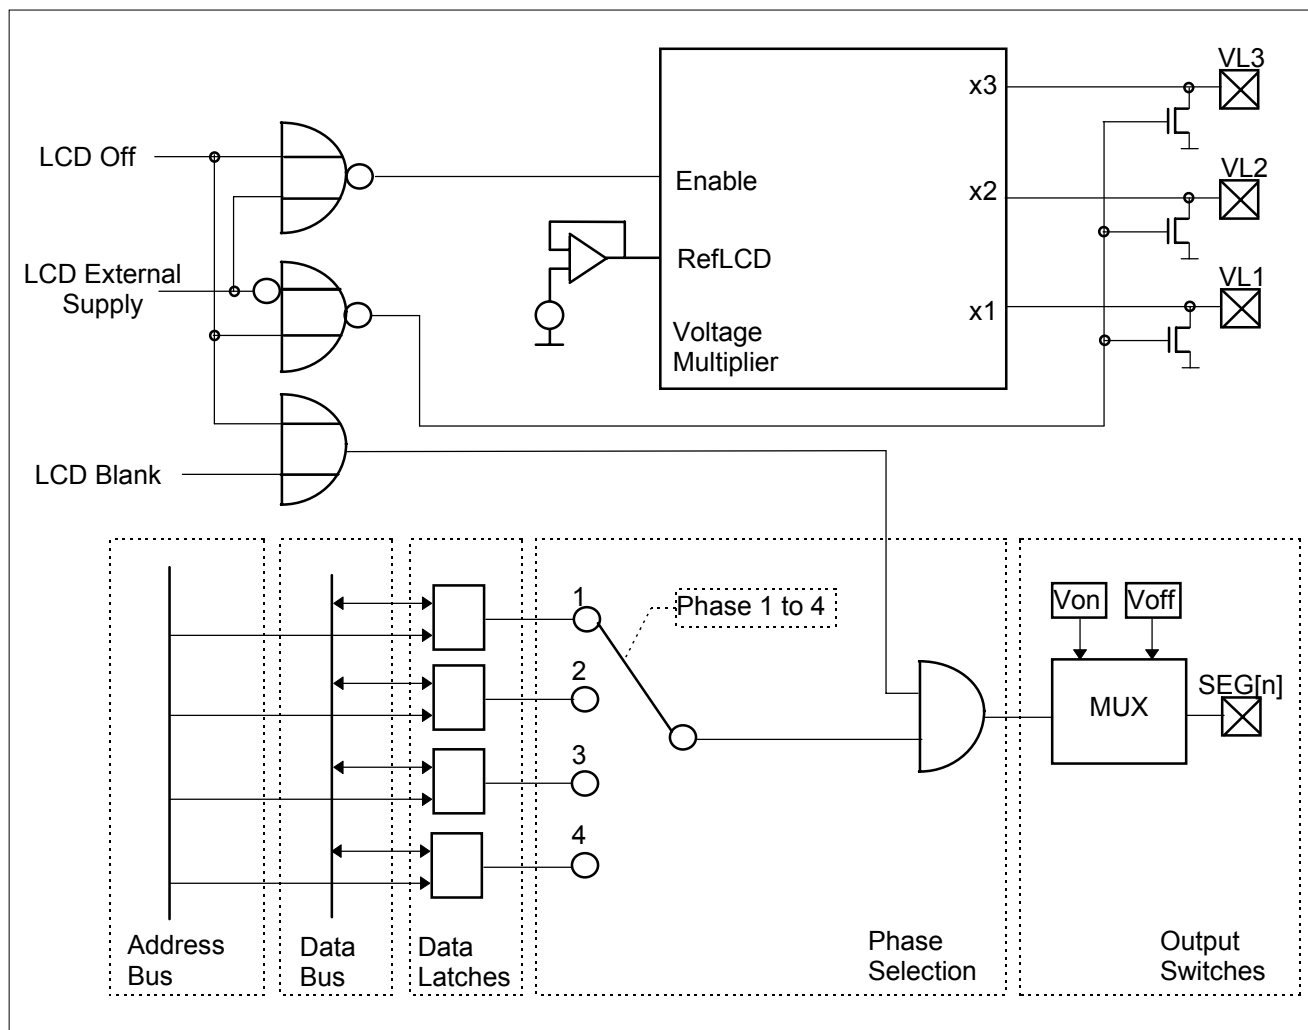 VL3
x3
LCD Off
Enable
x2
VL2
LCD External
Supply
RefLCD
x1
VL1
Voltage
Multiplier
LCD Blank
1
Phase 1 to 4
Von
Voff
2
MUX
SEG[n]
3
4
Address
Bus
Data
Bus
Data
Latches
Phase
Selection
Output
Switches